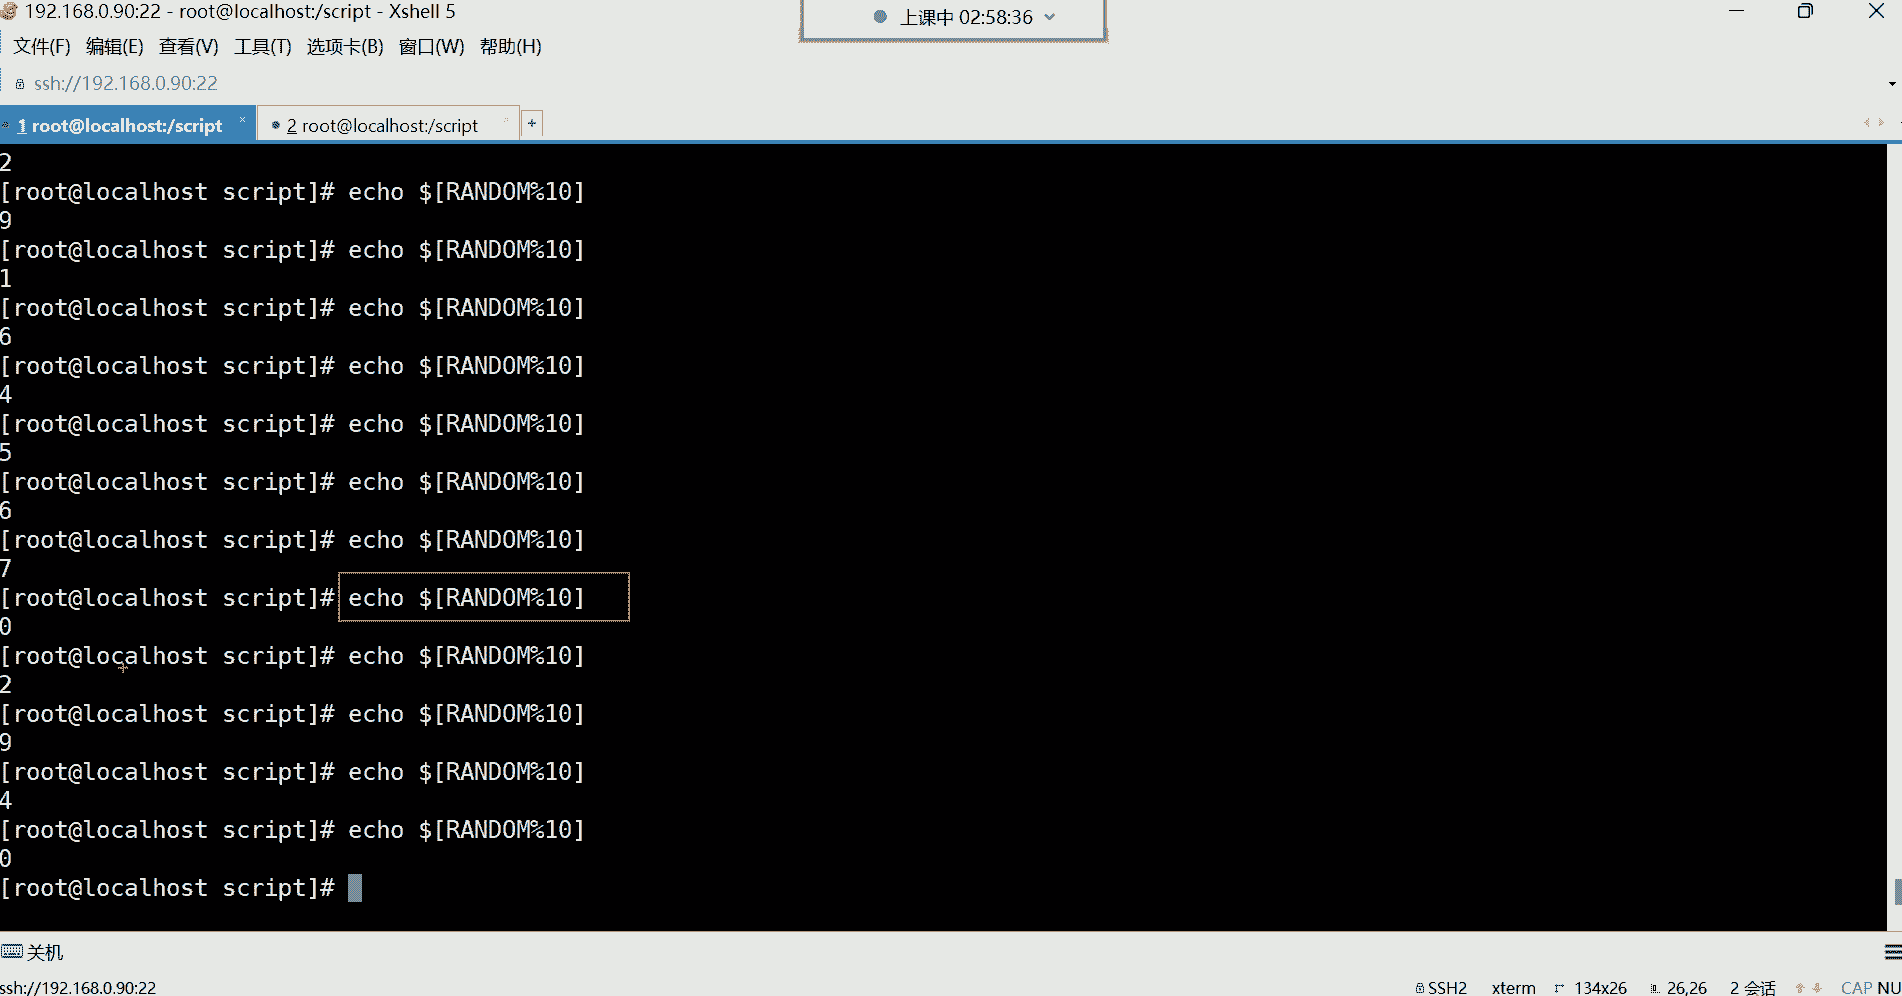 192.168.0.90:22 - root@localhost:/script - Xshell 5
上课中 02:58:36
文件(F) 编辑(E) 查看(V) 工具(T) 选项卡(B) 窗口(W) 帮助(H)
ssh://192.168.0.90:22
1 root@localhost:/script × 2 root@localhost:/script +
2
[root@localhost script]# echo $[RANDOM%10]
9
[root@localhost script]# echo $[RANDOM%10]
1
[root@localhost script]# echo $[RANDOM%10]
6
[root@localhost script]# echo $[RANDOM%10]
4
[root@localhost script]# echo $[RANDOM%10]
5
[root@localhost script]# echo $[RANDOM%10]
6
[root@localhost script]# echo $[RANDOM%10]
7
[root@localhost script]# echo $[RANDOM%10]
0
[root@localhost script]# echo $[RANDOM%10]
2
[root@localhost script]# echo $[RANDOM%10]
9
[root@localhost script]# echo $[RANDOM%10]
4
[root@localhost script]# echo $[RANDOM%10]
0
[root@localhost script]#
关机
ssh://192.168.0.90:22 SSH2 xterm 134x26 26,26 2 会话 CAP NU